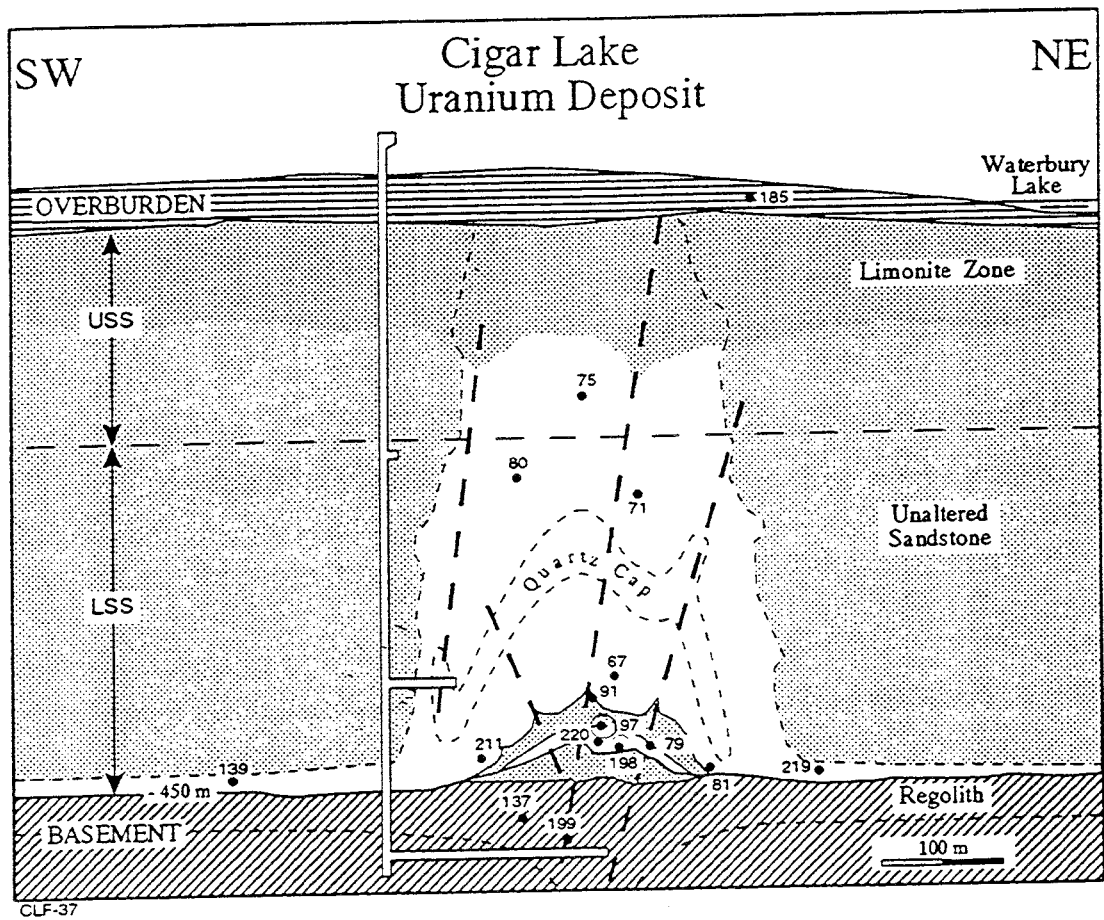 SW
Cigar Lake
Uranium Deposit
NE
Waterbury
Lake
OVERBURDEN
185
Limonite Zone
USS
75
80
71
Unaltered
Sandstone
Quartz Cap
LSS
67
91
97
220
211
79
198
219
139
81
- 450 m
137
Regolith
BASEMENT
199
100 m
CLF-37